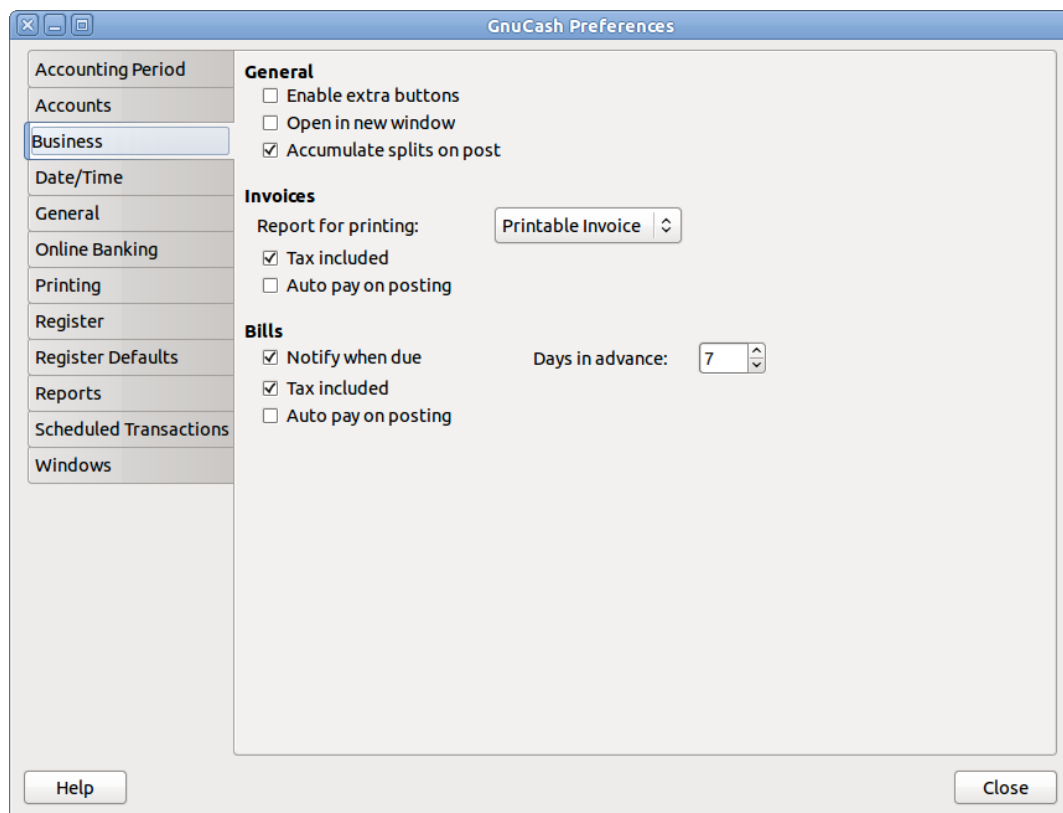 GnuCash Preferences
Accounting Period
Accounts
Business
Date/Time
General
Online Banking
Printing
Register
Register Defaults
Reports
Scheduled Transactions
Windows
General
Enable extra buttons
Open in new window
Accumulate splits on post
Invoices
Report for printing: Printable Invoice
Tax included
Auto pay on posting
Bills
Notify when due Days in advance: 7
Tax included
Auto pay on posting
Help Close